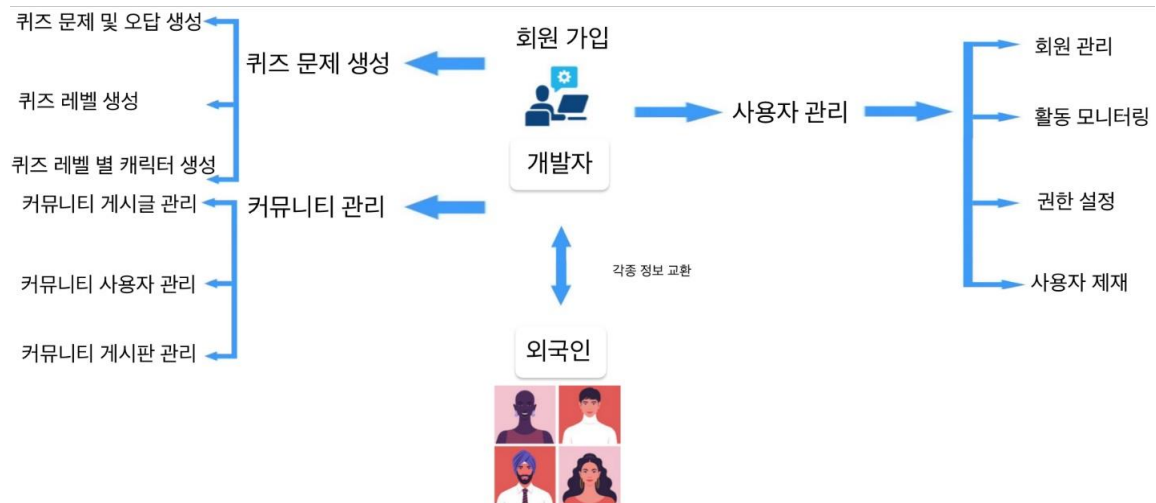 퀴즈 문제 및 오답 생성
퀴즈 레벨 생성
퀴즈 레벨 별 캐릭터 생성
퀴즈 문제 생성
커뮤니티 게시글 관리
커뮤니티 사용자 관리
커뮤니티 게시판 관리
커뮤니티 관리
회원 가입
개발자
각종 정보 교환
외국인
사용자 관리
회원 관리
활동 모니터링
권한 설정
사용자 제재